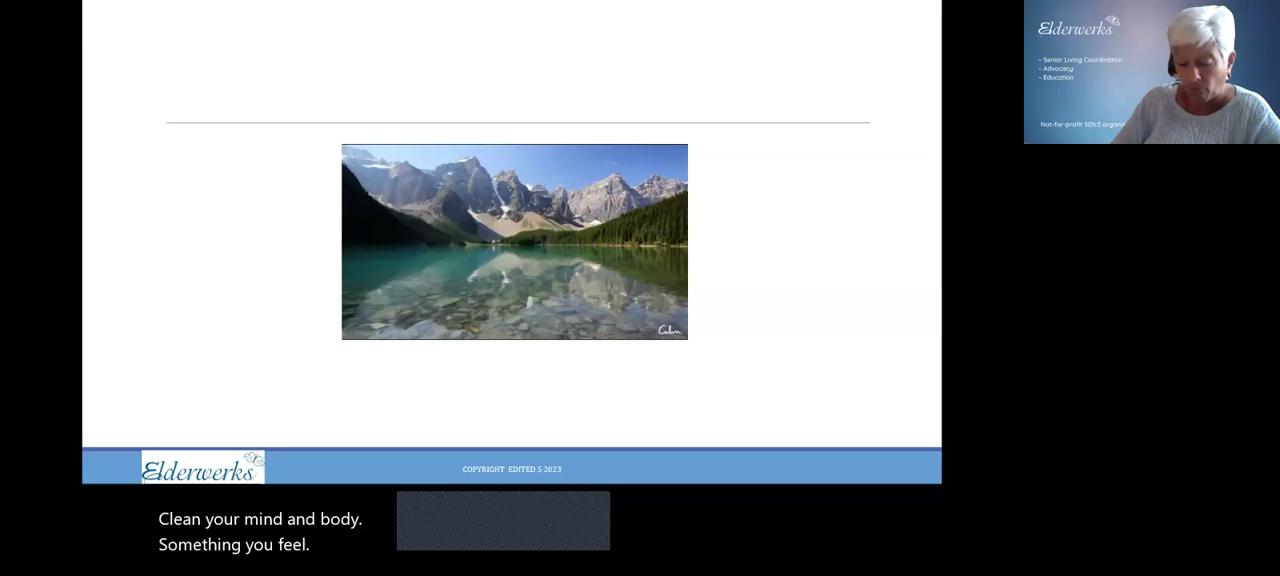 Elderwerks
– Senior Living Coordination
– Advocacy
– Education
Not-for-profit 501c3
Calm
Elderwerks
COPYRIGHT EDITED 5 2023
Clean your mind and body.
Something you feel.